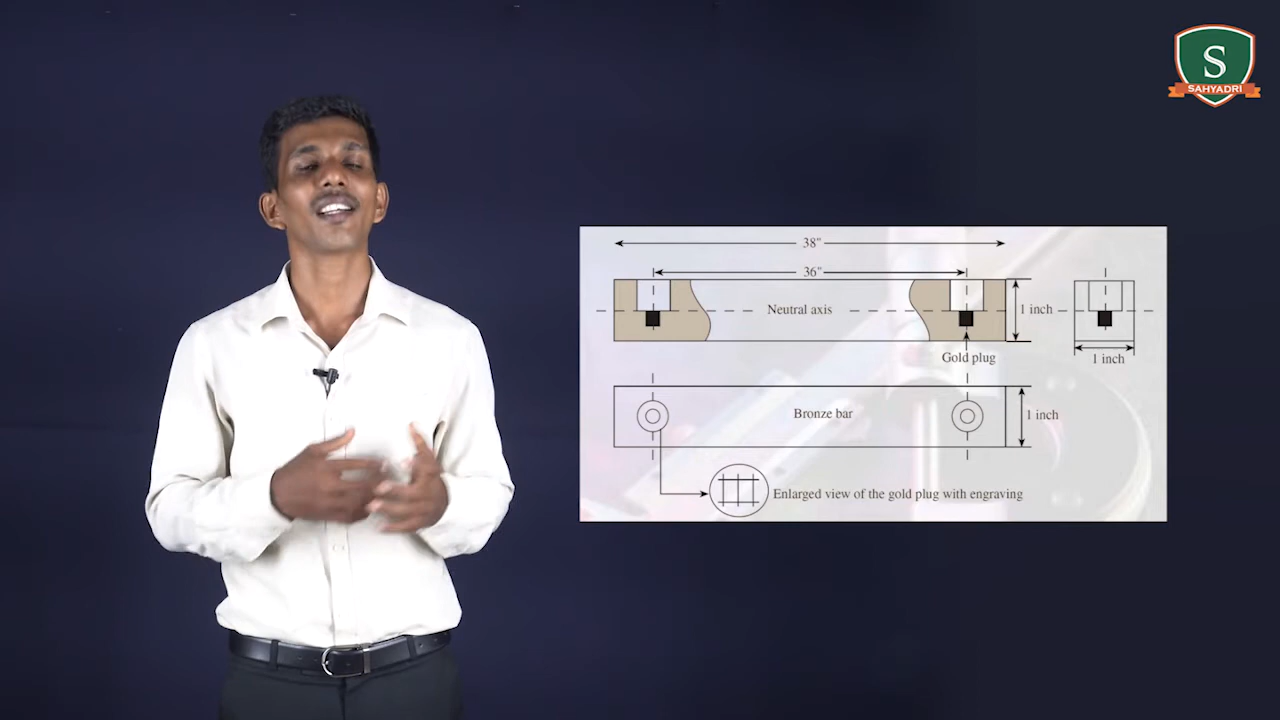 S
SAHYADRI
38"
36"
Neutral axis
1 inch
Gold plug
1 inch
Bronze bar
1 inch
Enlarged view of the gold plug with engraving